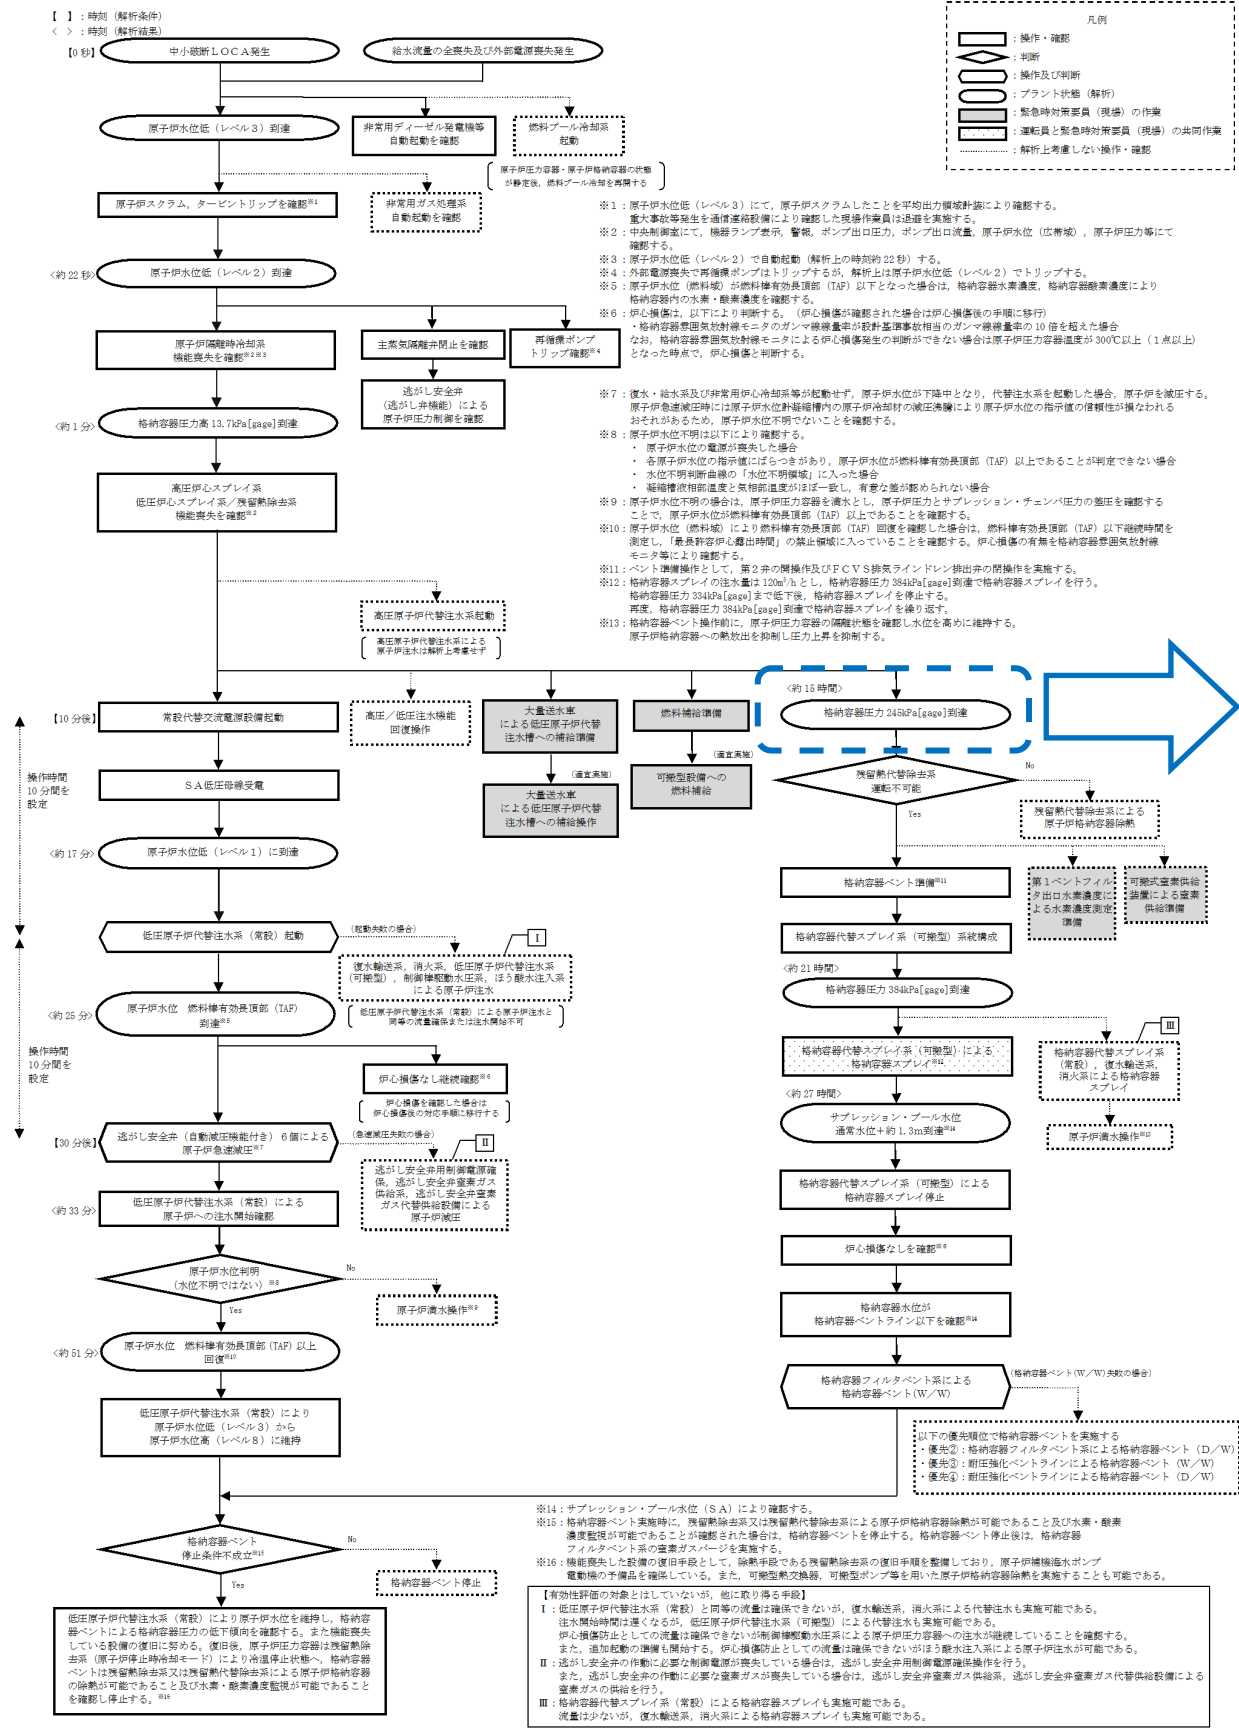 【　】：時刻（解析条件）
＜　＞：時刻（解析結果）
【0 秒】
中小破断ＬＯＣＡ発生
給水流量の全喪失及び外部電源喪失発生
原子炉水位低（レベル３）到達
非常用ディーゼル発電機等
自動起動を確認
燃料プール冷却系
起動
原子炉圧力容器・原子炉格納容器の状態
が静定後，燃料プール冷却を再開する
原子炉スクラム，タービントリップを確認※1
非常用ガス処理系
自動起動を確認
<約 22 秒>
原子炉水位低（レベル２）到達
原子炉隔離時冷却系
機能喪失を確認※2※3
主蒸気隔離弁閉止を確認
再循環ポンプ
トリップ確認※4
逃がし安全弁
（逃がし弁機能）による
原子炉圧力制御を確認
<約 1 分>
格納容器圧力高 13.7kPa[gage]到達
高圧炉心スプレイ系
低圧炉心スプレイ系／残留熱除去系
機能喪失を確認※2
高圧原子炉代替注水系起動
高圧原子炉代替注水系による
原子炉注水は解析上考慮せず
凡例
：操作・確認
：判断
：操作及び判断
：プラント状態（解析）
：緊急時対策要員（現場）の作業
：運転員と緊急時対策要員（現場）の共同作業
：解析上考慮しない操作・確認
※１：原子炉水位低（レベル３）にて，原子炉スクラムしたことを平均出力領域計装により確認する。
重大事故等発生を通信連絡設備により確認した現場作業員は退避を実施する。
※２：中央制御室にて，機器ランプ表示，警報，ポンプ出口圧力，ポンプ出口流量，原子炉水位（広帯域），原子炉圧力等にて
確認する。
※３：原子炉水位低（レベル２）で自動起動（解析上の時刻約 22 秒）する。
※４：外部電源喪失で再循環ポンプはトリップするが，解析上は原子炉水位低（レベル２）でトリップする。
※５：原子炉水位（燃料域）が燃料棒有効長頂部（TAF）以下となった場合は，格納容器水素濃度，格納容器酸素濃度により
格納容器内の水素・酸素濃度を確認する。
※６：炉心損傷は，以下により判断する。（炉心損傷が確認された場合は炉心損傷後の手順に移行）
・格納容器雰囲気放射線モニタのガンマ線線量率が設計基準事故相当のガンマ線線量率の 10 倍を超えた場合
なお，格納容器雰囲気放射線モニタによる炉心損傷発生の判断ができない場合は原子炉圧力容器温度が 300℃以上（１点以上）
となった時点で，炉心損傷と判断する。
※７：復水・給水系及び非常用炉心冷却系等が起動せず，原子炉水位が下降中となり，代替注水系を起動した場合，原子炉を減圧する。
原子炉急速減圧時には原子炉水位計凝縮槽内の原子炉冷却材の減圧沸騰により原子炉水位の指示値の信頼性が損なわれる
おそれがあるため，原子炉水位不明でないことを確認する。
※８：原子炉水位不明は以下により確認する。
・ 原子炉水位の電源が喪失した場合
・ 各原子炉水位の指示値にばらつきがあり，原子炉水位が燃料棒有効長頂部（TAF）以上であることが判定できない場合
・ 水位不明判断曲線の「水位不明領域」に入った場合
・ 凝縮槽液相部温度と気相部温度がほぼ一致し，有意な差が認められない場合
※９：原子炉水位不明の場合は，原子炉圧力容器を満水とし，原子炉圧力とサプレッション・チェンバ圧力の差圧を確認する
ことで，原子炉水位が燃料棒有効長頂部（TAF）以上であることを確認する。
※10：原子炉水位（燃料域）により燃料棒有効長頂部（TAF）回復を確認した場合は，燃料棒有効長頂部（TAF）以下継続時間を
測定し，「最長許容炉心露出時間」の禁止領域に入っていることを確認する。炉心損傷の有無を格納容器雰囲気放射線
モニタ等により確認する。
※11：ベント準備操作として，第２弁の開操作及びＦＣＶＳ排気ラインドレン排出弁の閉操作を実施する。
※12：格納容器スプレイの注水量は 120m³/h とし，格納容器圧力 384kPa[gage]到達で格納容器スプレイを行う。
格納容器圧力 334kPa[gage]まで低下後，格納容器スプレイを停止する。
再度，格納容器圧力 384kPa[gage]到達で格納容器スプレイを繰り返す。
※13：格納容器ベント操作前に，原子炉圧力容器の隔離状態を確認し水位を高めに維持する。
原子炉格納容器への熱放出を抑制し圧力上昇を抑制する。
操作時間
10 分間を
設定
【10 分後】
常設代替交流電源設備起動
高圧／低圧注水機能
回復操作
大量送水車
による低圧原子炉代替
注水槽への補給準備
燃料補給準備
<約 15 時間>
格納容器圧力 245kPa[gage]到達
ＳＡ低圧母線受電
（適宜実施）
大量送水車
による低圧原子炉代替
注水槽への補給操作
（適宜実施）
可搬型設備への
燃料補給
残留熱代替除去系
運転不可能
No
Yes
残留熱代替除去系による
原子炉格納容器除熱
<約 17 分>
原子炉水位低（レベル１）に到達
格納容器ベント準備※11
第１ベントフィル
タ出口水素濃度に
よる水素濃度測定
準備
可搬式窒素供給
装置による窒素
供給準備
低圧原子炉代替注水系（常設）起動
（起動失敗の場合）
Ⅰ
復水輸送系，消火系，低圧原子炉代替注水系
（可搬型），制御棒駆動水圧系，ほう酸水注入系
による原子炉注水
低圧原子炉代替注水系（常設）による原子炉注水と
同等の流量確保または注水開始不可
格納容器代替スプレイ系（可搬型）系統構成
<約 21 時間>
格納容器圧力 384kPa[gage]到達
<約 25 分>
原子炉水位　燃料棒有効長頂部（TAF）
到達※5
操作時間
10 分間を
設定
炉心損傷なし継続確認※6
炉心損傷を確認した場合は
炉心損傷後の対応手順に移行する
格納容器代替スプレイ系（可搬型）による
格納容器スプレイ※12
Ⅲ
格納容器代替スプレイ系
（常設），復水輸送系，
消火系による格納容器
スプレイ
原子炉満水操作※13
<約 27 時間>
サプレッション・プール水位
通常水位＋約 1.3m到達※14
【30 分後】
逃がし安全弁（自動減圧機能付き）６個による
原子炉急速減圧※7
（急速減圧失敗の場合）
Ⅱ
逃がし安全弁用制御電源確
保，逃がし安全弁窒素ガス
供給系，逃がし安全弁窒素
ガス代替供給設備による
原子炉減圧
格納容器代替スプレイ系（可搬型）による
格納容器スプレイ停止
<約 33 分>
低圧原子炉代替注水系（常設）による
原子炉への注水開始確認
炉心損傷なしを確認※6
原子炉水位判明
（水位不明ではない）※8
No
Yes
原子炉満水操作※9
格納容器水位が
格納容器ベントライン以下を確認※14
<約 51 分>
原子炉水位　燃料棒有効長頂部（TAF）以上
回復※10
格納容器フィルタベント系による
格納容器ベント（Ｗ／Ｗ）
（格納容器ベント（Ｗ／Ｗ）失敗の場合）
以下の優先順位で格納容器ベントを実施する
・優先②：格納容器フィルタベント系による格納容器ベント（Ｄ／Ｗ）
・優先③：耐圧強化ベントラインによる格納容器ベント（Ｗ／Ｗ）
・優先④：耐圧強化ベントラインによる格納容器ベント（Ｄ／Ｗ）
低圧原子炉代替注水系（常設）により
原子炉水位低（レベル３）から
原子炉水位高（レベル８）に維持
格納容器ベント
停止条件不成立※15
No
Yes
格納容器ベント停止
低圧原子炉代替注水系（常設）により原子炉水位を維持し，格納容
器ベントによる格納容器圧力の低下傾向を確認する。また機能喪失
している設備の復旧に努める。復旧後，原子炉圧力容器は残留熱除
去系（原子炉停止時冷却モード）により冷温停止状態へ，格納容器
ベントは残留熱除去系又は残留熱代替除去系による原子炉格納容器
の除熱が可能であること及び水素・酸素濃度監視が可能であること
を確認し停止する。※16
※14：サプレッション・プール水位（ＳＡ）により確認する。
※15：格納容器ベント実施時に，残留熱除去系又は残留熱代替除去系による原子炉格納容器除熱が可能であること及び水素・酸素
濃度監視が可能であることが確認された場合は，格納容器ベントを停止する。格納容器ベント停止後は，格納容器
フィルタベント系の窒素ガスパージを実施する。
※16：機能喪失した設備の復旧手段として，除熱手段である残留熱除去系の復旧手順を整備しており，原子炉補機海水ポンプ
電動機の予備品を確保している。また，可搬型熱交換器，可搬型ポンプ等を用いた原子炉格納容器除熱を実施することも可能である。
【有効性評価の対象とはしていないが，他に取り得る手段】
Ⅰ：低圧原子炉代替注水系（常設）と同等の流量は確保できないが，復水輸送系，消火系による代替注水も実施可能である。
注水開始時間は遅くなるが，低圧原子炉代替注水系（可搬型）による代替注水も実施可能である。
炉心損傷防止としての流量は確保できないが制御棒駆動水圧系による原子炉圧力容器への注水が継続していることを確認する。
また，追加起動の準備も開始する。炉心損傷防止としての流量は確保できないがほう酸水注入系による原子炉注水が可能である。
Ⅱ：逃がし安全弁の作動に必要な制御電源が喪失している場合は，逃がし安全弁用制御電源確保操作を行う。
また，逃がし安全弁の作動に必要な窒素ガスが喪失している場合は，逃がし安全弁窒素ガス供給系，逃がし安全弁窒素ガス代替供給設備による
窒素ガスの供給を行う。
Ⅲ：格納容器代替スプレイ系（常設）による格納容器スプレイも実施可能である。
流量は少ないが，復水輸送系，消火系による格納容器スプレイも実施可能である。